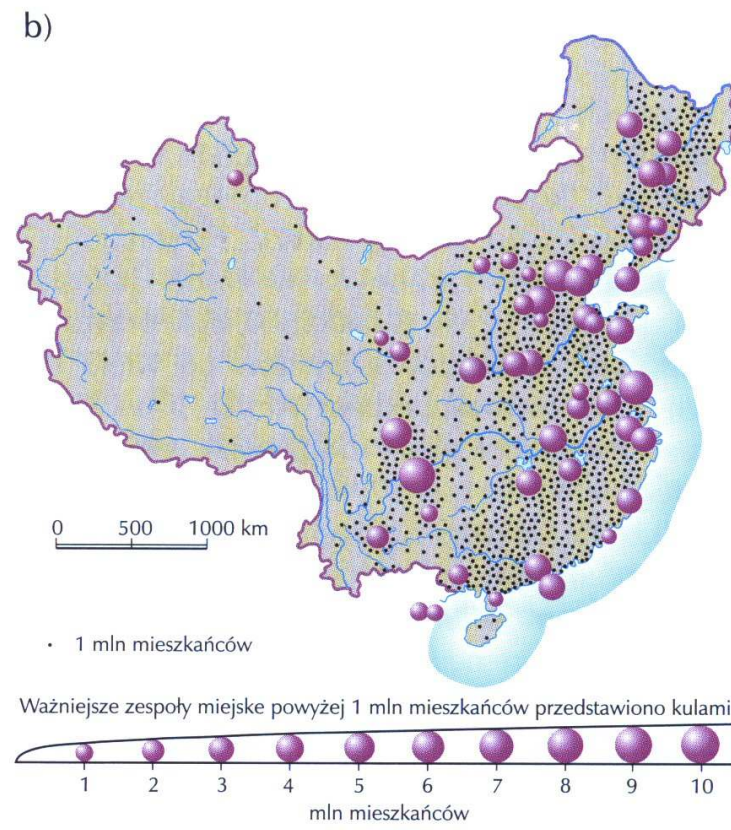 b)
0 500 1000 km
· 1 mln mieszkańców
Ważniejsze zespoły miejskie powyżej 1 mln mieszkańców przedstawiono kulami
1 2 3 4 5 6 7 8 9 10
mln mieszkańców